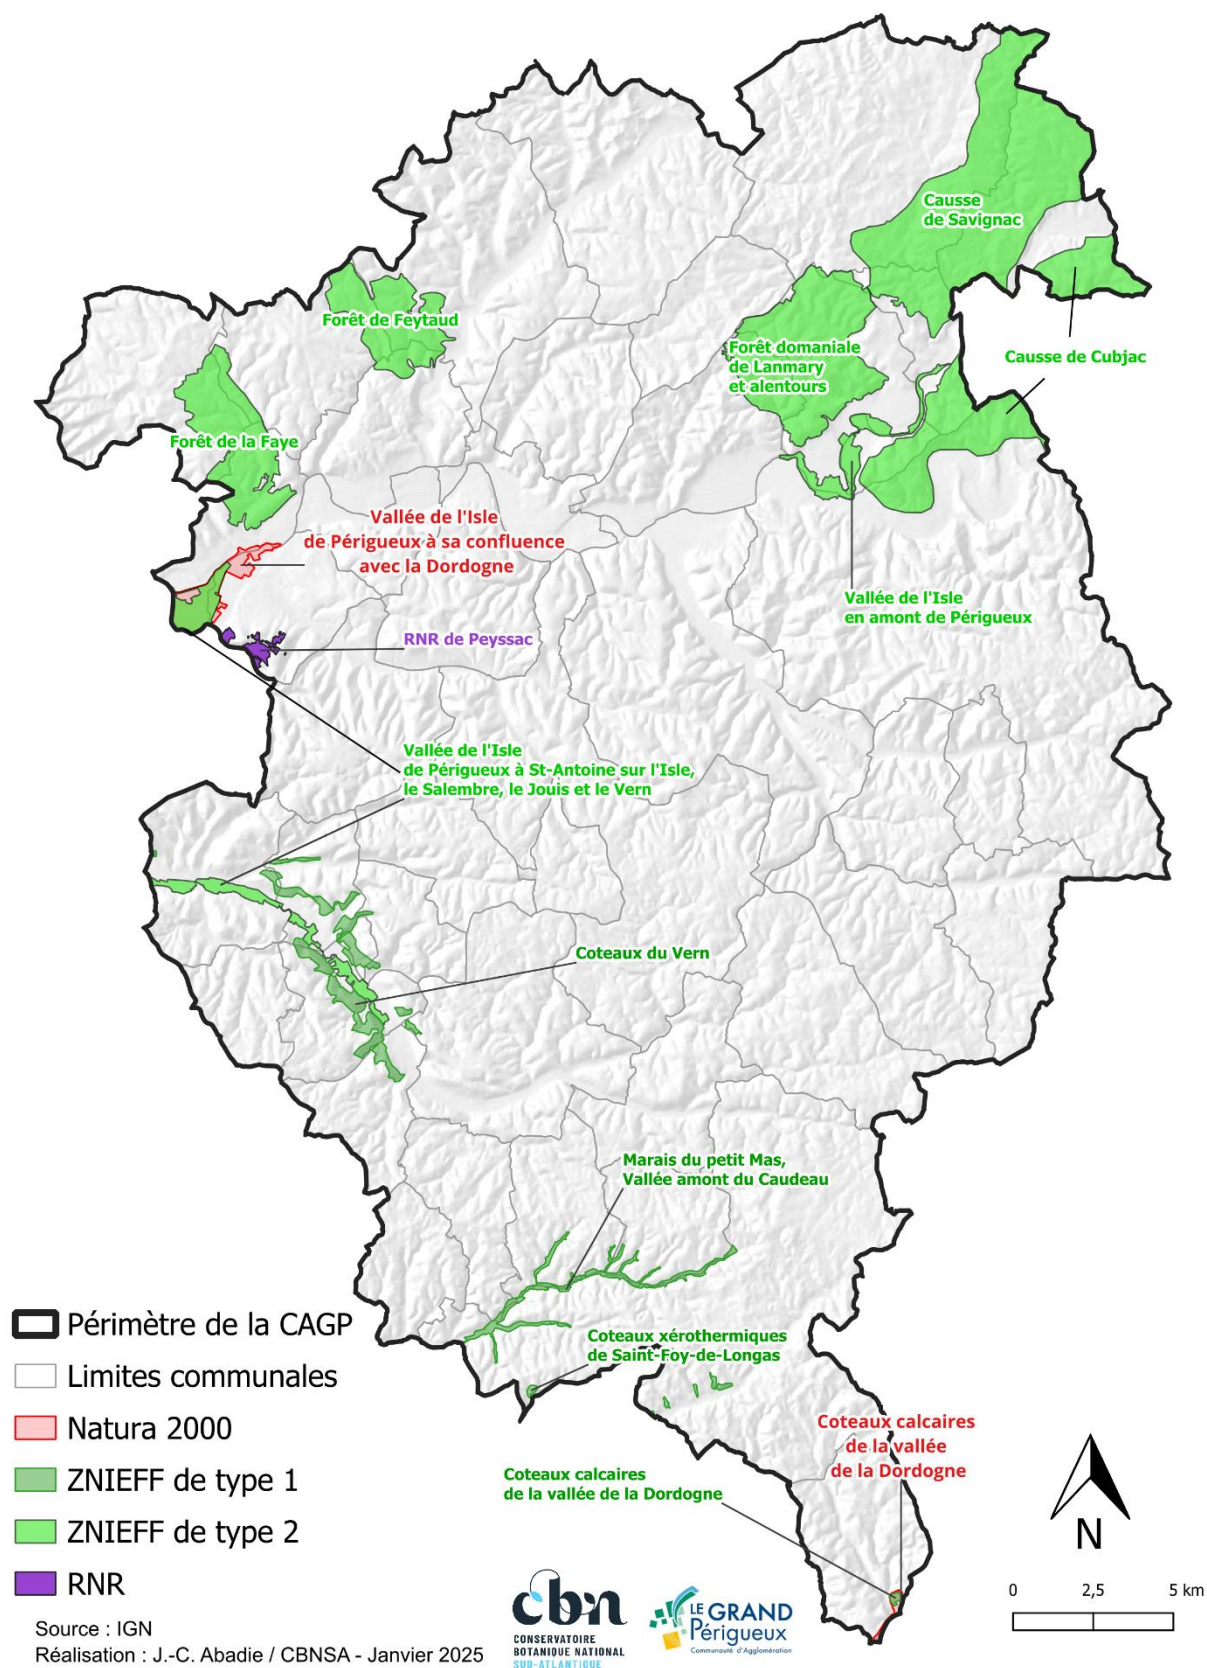 Causse
de Savignac
Forêt de Feytaud
Forêt domaniale
de Lanmary
et alentours
Causse de Cubjac
Forêt de la Faye
Vallée de l'Isle
de Périgueux à sa confluence
avec la Dordogne
Vallée de l'Isle
en amont de Périgueux
RNR de Peyssac
Vallée de l'Isle
de Périgueux à St-Antoine sur l'Isle,
le Salembre, le Jouis et le Vern
Coteaux du Vern
Marais du petit Mas,
Vallée amont du Caudeau
Coteaux xérothermiques
de Saint-Foy-de-Longas
Coteaux calcaires
de la vallée
de la Dordogne
Coteaux calcaires
de la vallée de la Dordogne
Périmètre de la CAGP
Limites communales
Natura 2000
ZNIEFF de type 1
ZNIEFF de type 2
RNR
N
0 2,5 5 km
Source : IGN
Réalisation : J.-C. Abadie / CBNSA - Janvier 2025
cbn
CONSERVATOIRE
BOTANIQUE NATIONAL
SUD-ATLANTIQUE
LE GRAND
Périgueux
Communauté d'Agglomération